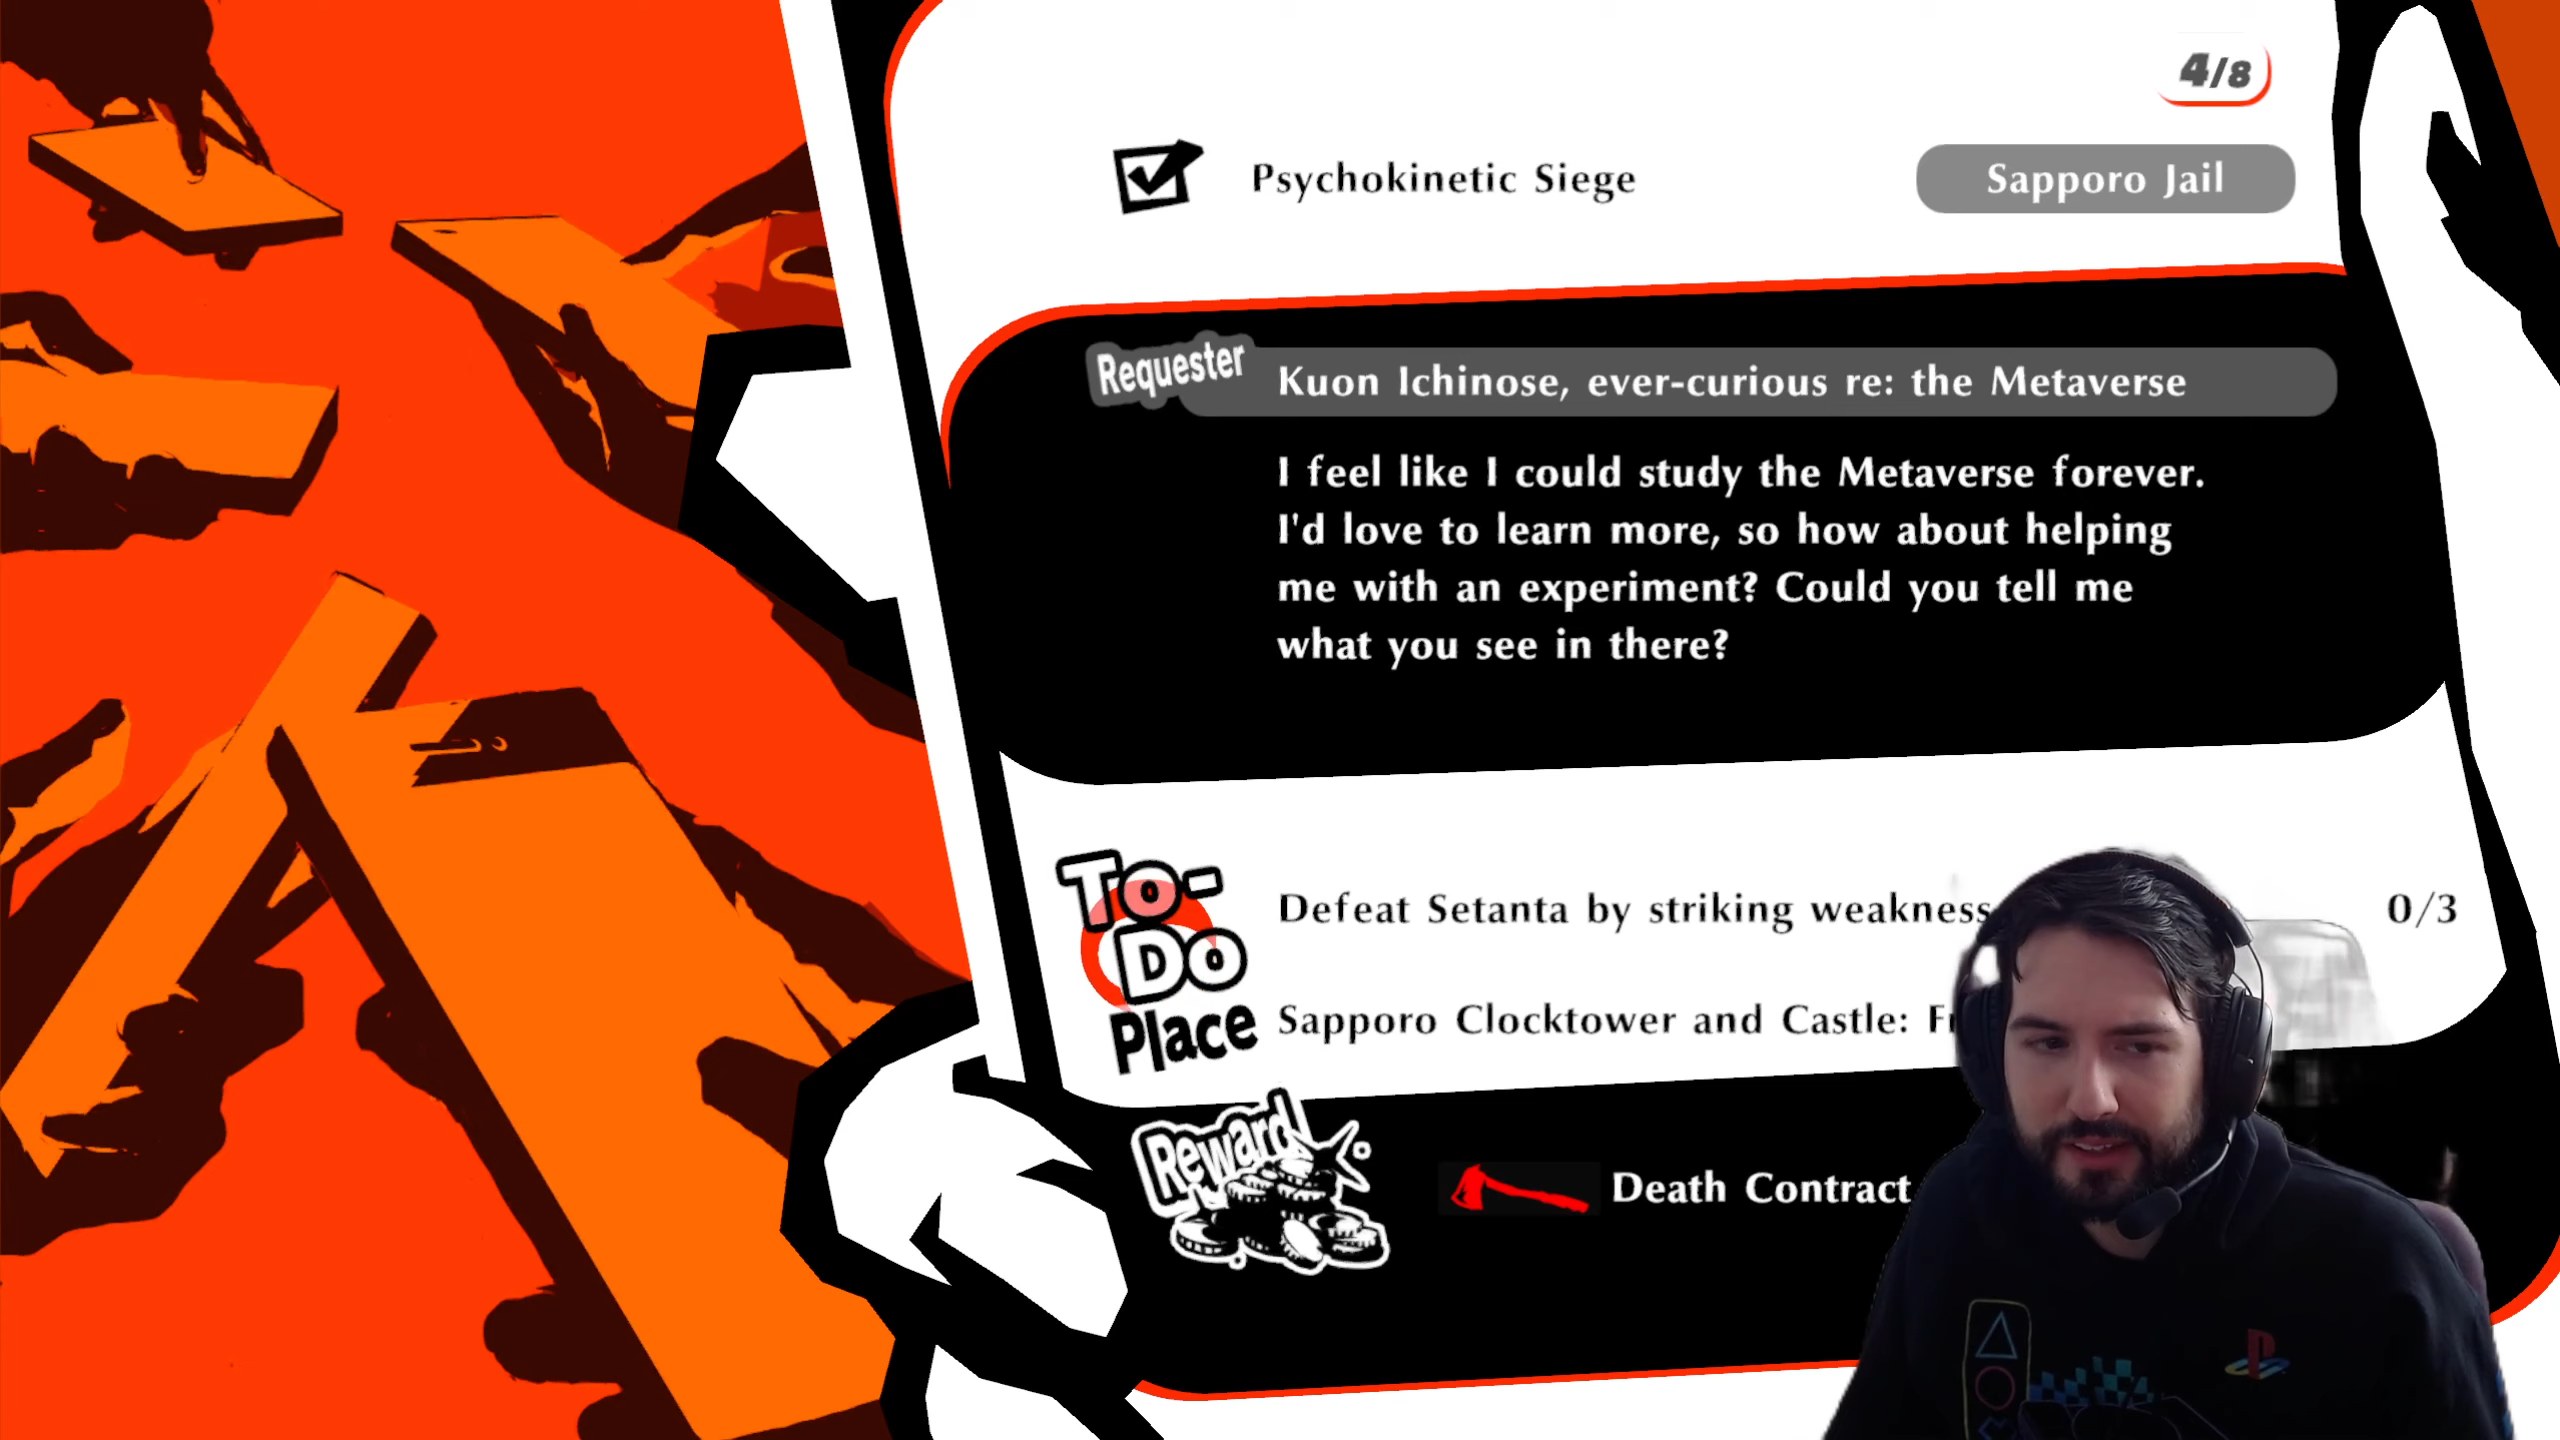 4/8
Psychokinetic Siege
Sapporo Jail
Requester
Kuon Ichinose, ever-curious re: the Metaverse
I feel like I could study the Metaverse forever.
I'd love to learn more, so how about helping
me with an experiment? Could you tell me
what you see in there?
To-
Do
Defeat Setanta by striking weakness
0/3
Place
Sapporo Clocktower and Castle:
Reward!
Death Contract